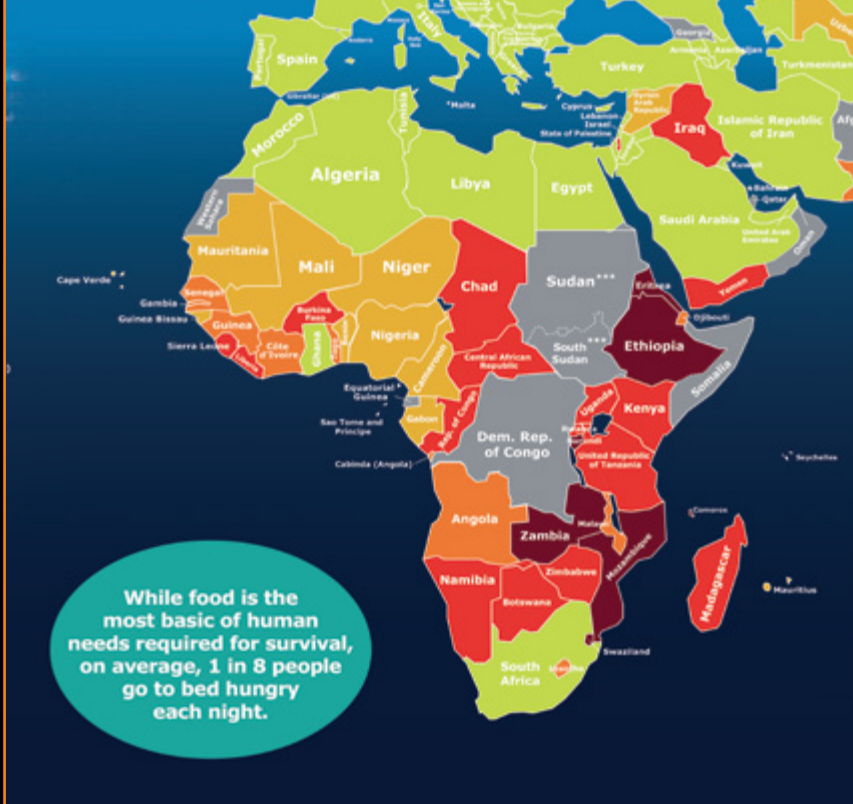 Georgia
Portugal
Spain
Italy
Turkey
Armenia
Azerbaijan
Turkmenistan
Gibraltar (UK)
Malta
Cyprus
Lebanon
Israel
State of Palestine
Syrian
Arab
Republic
Iraq
Islamic Republic
of Iran
Morocco
Tunisia
Algeria
Libya
Egypt
Kuwait
Bahrain
Qatar
Saudi Arabia
United Arab
Emirates
Oman
Yemen
Western
Sahara
Mauritania
Mali
Niger
Chad
Sudan***
Eritrea
Djibouti
Cape Verde
Senegal
Gambia
Guinea Bissau
Guinea
Sierra Leone
Liberia
Côte
d'Ivoire
Burkina
Faso
Ghana
Togo
Benin
Nigeria
Cameroon
Central African
Republic
South
Sudan
***
Ethiopia
Somalia
Equatorial
Guinea
Sao Tome and
Principe
Gabon
Rep. of Congo
Cabinda (Angola)
Dem. Rep.
of Congo
Uganda
Kenya
Rwanda
Burundi
United Republic
of Tanzania
Seychelles
Comoros
Angola
Zambia
Malawi
Mozambique
Zimbabwe
Namibia
Botswana
Madagascar
Mauritius
Swaziland
South
Africa
Lesotho
While food is the
most basic of human
needs required for survival,
on average, 1 in 8 people
go to bed hungry
each night.